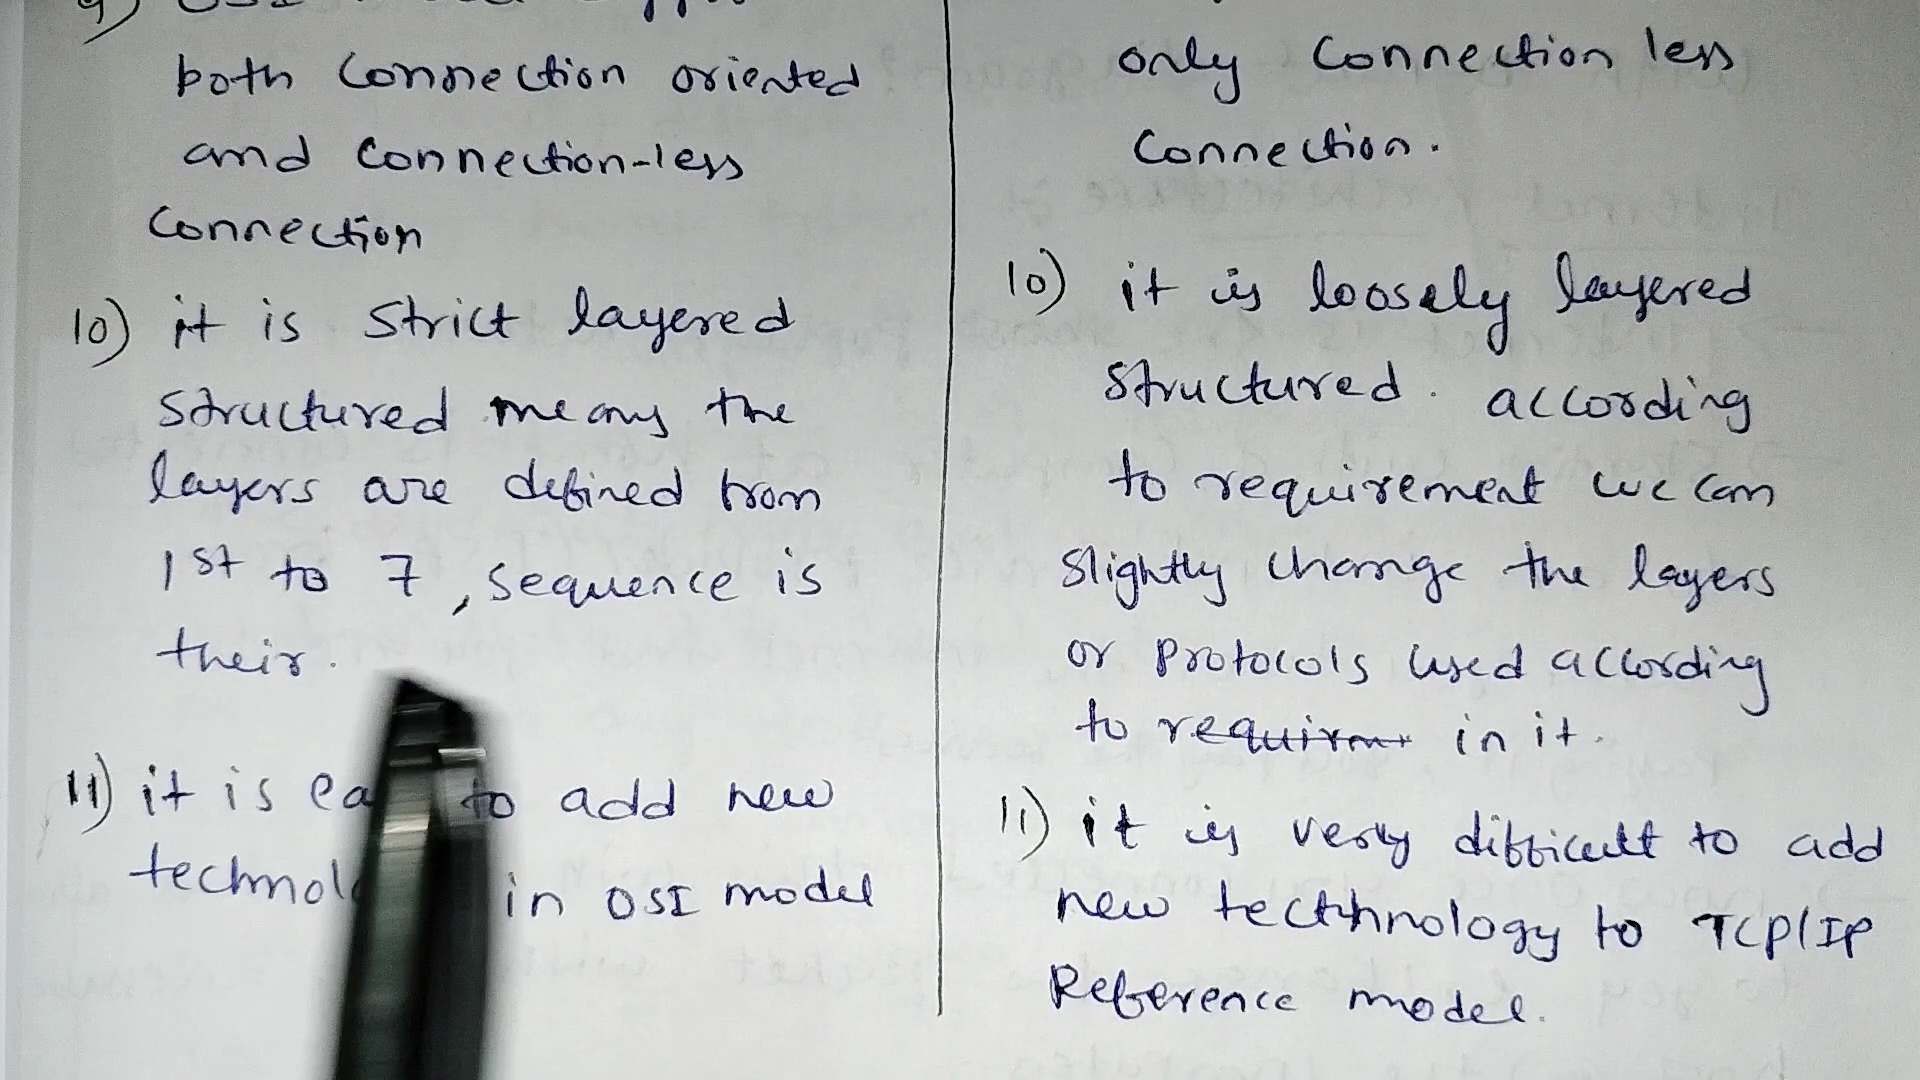 both connection oriented
and connection-less
connection
10) it is strict layered
structured means the
layers are defined from
1st to 7, sequence is
their.
11) it is to add new
in OSI model
only connection less
connection.
10) it is loosely layered
structured. according
to requirement we can
slightly change the layers
or protocols used according
to in it.
11) it is very difficult to add
new techhnology to TCP/IP
Reference model.